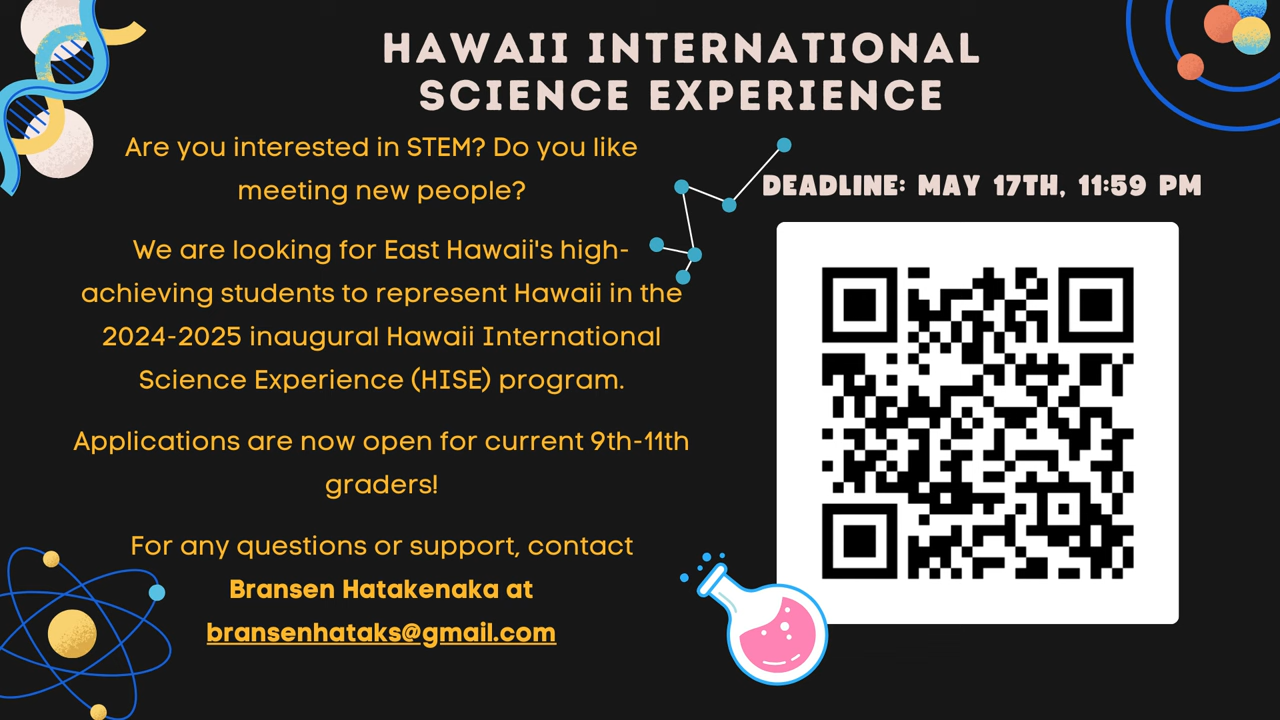 HAWAII INTERNATIONAL
SCIENCE EXPERIENCE
Are you interested in STEM? Do you like
meeting new people?
We are looking for East Hawaii's high-
achieving students to represent Hawaii in the
2024-2025 inaugural Hawaii International
Science Experience (HISE) program.
Applications are now open for current 9th-11th
graders!
For any questions or support, contact
Bransen Hatakenaka at
bransenhataks@gmail.com
DEADLINE: MAY 17TH, 11:59 PM